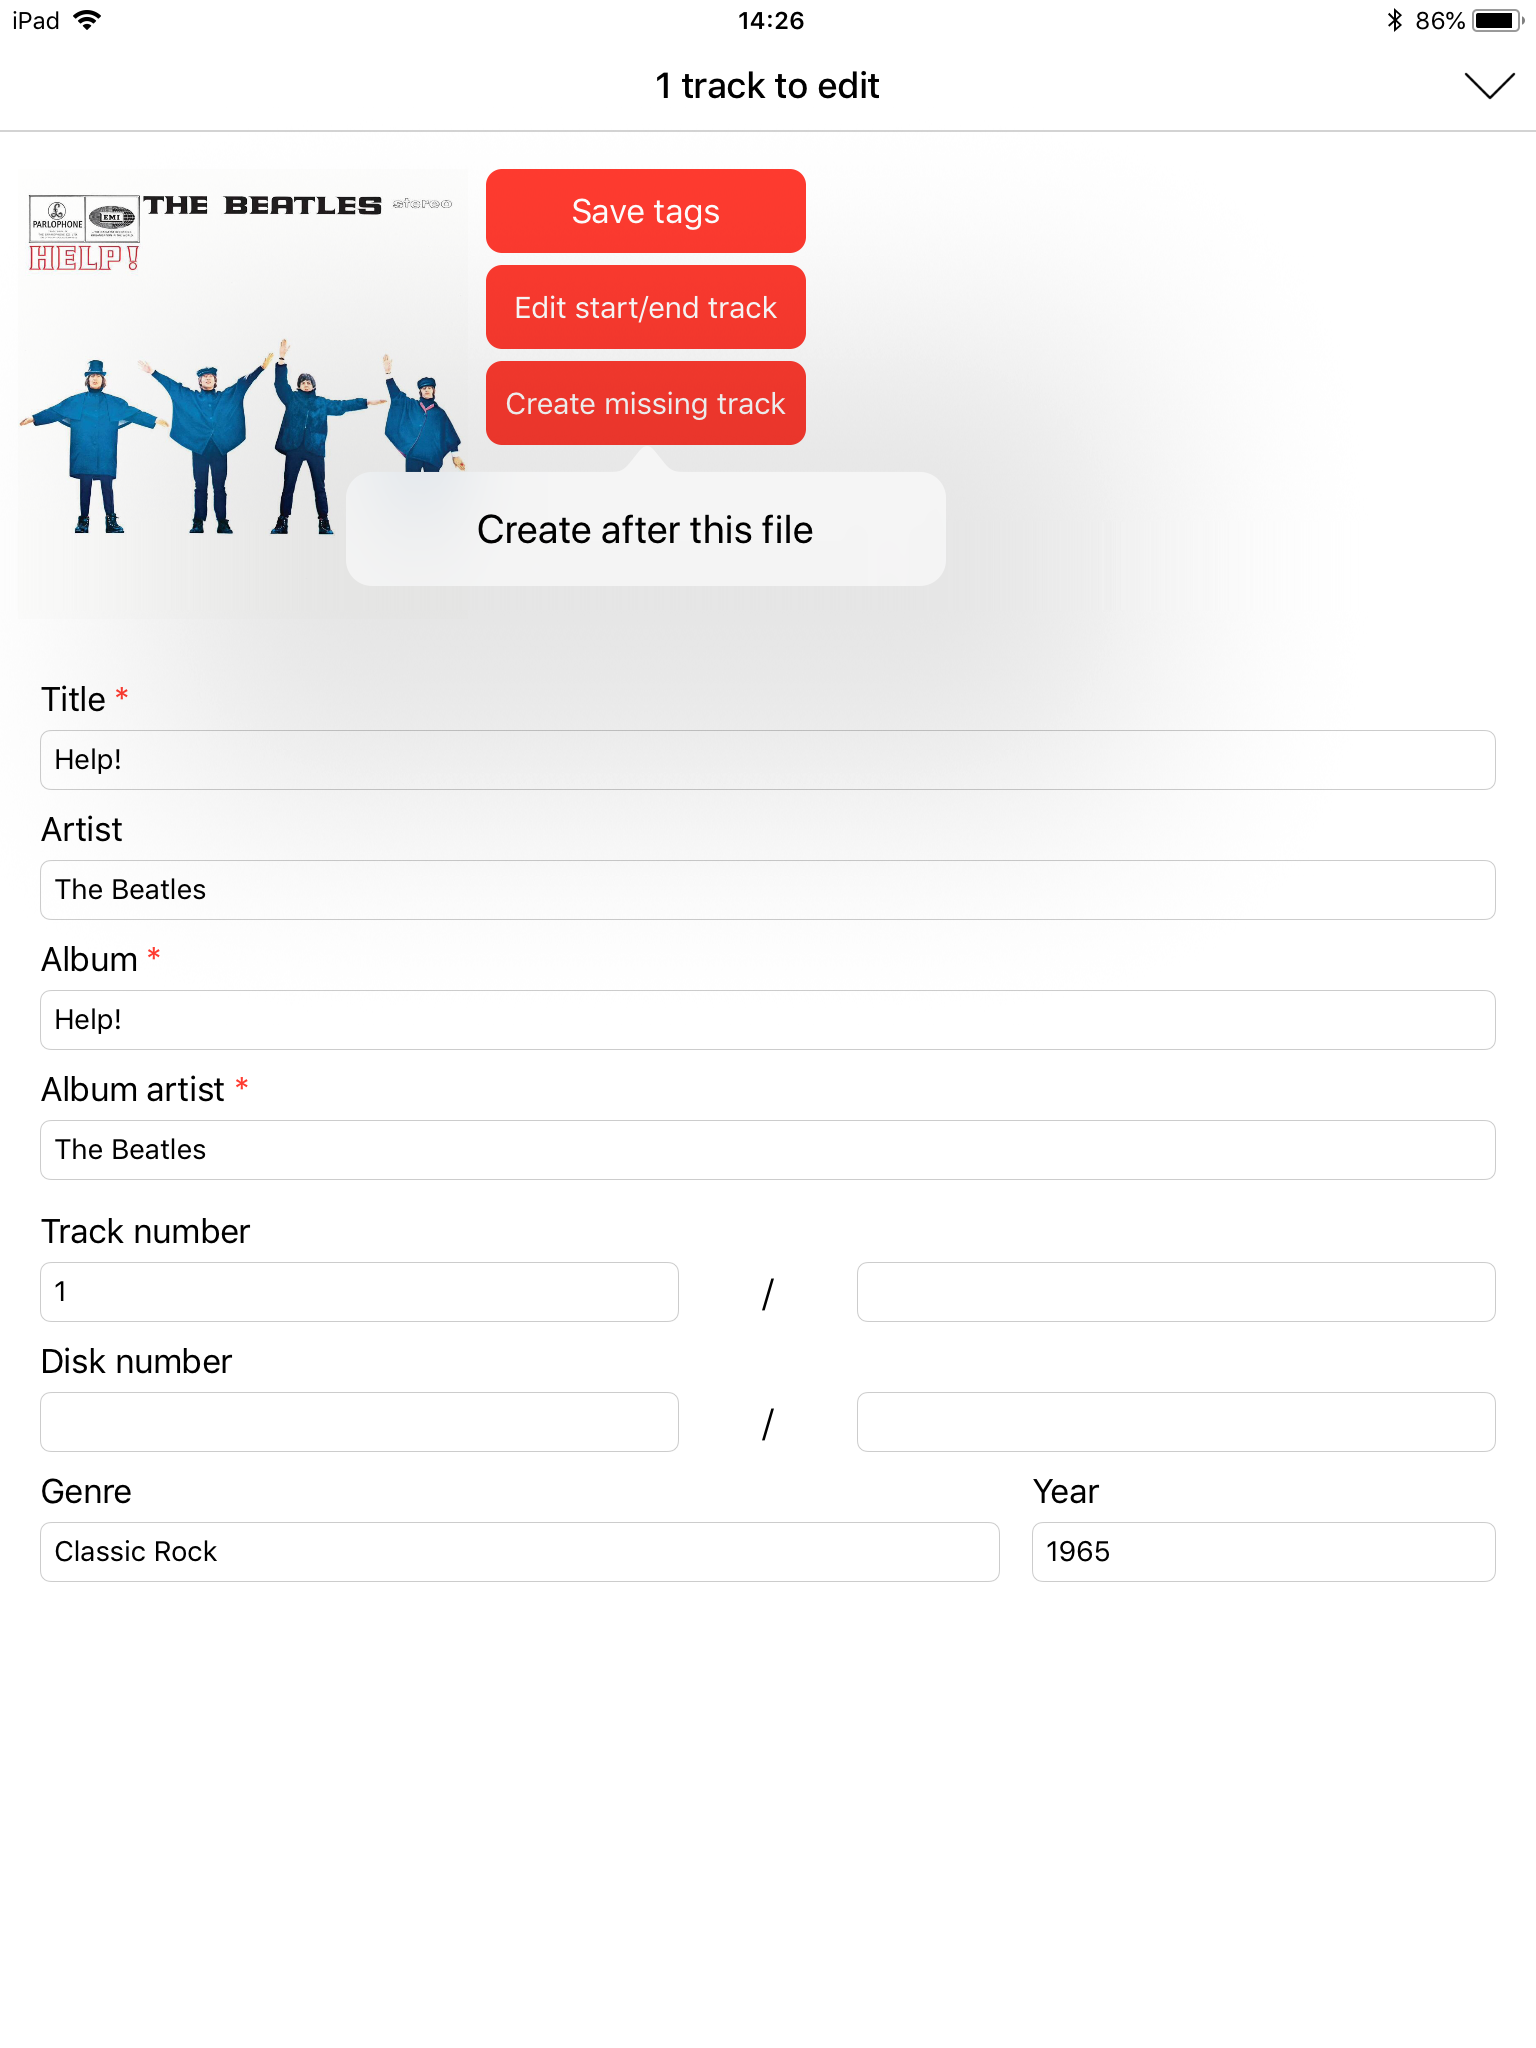 iPad 14:26 86%
1 track to edit
THE BEATLES stereo
PARLOPHONE EMI
HELP!
Save tags
Edit start/end track
Create missing track
Create after this file
Title *
Help!
Artist
The Beatles
Album *
Help!
Album artist *
The Beatles
Track number
1 /
Disk number
/
Genre Year
Classic Rock 1965